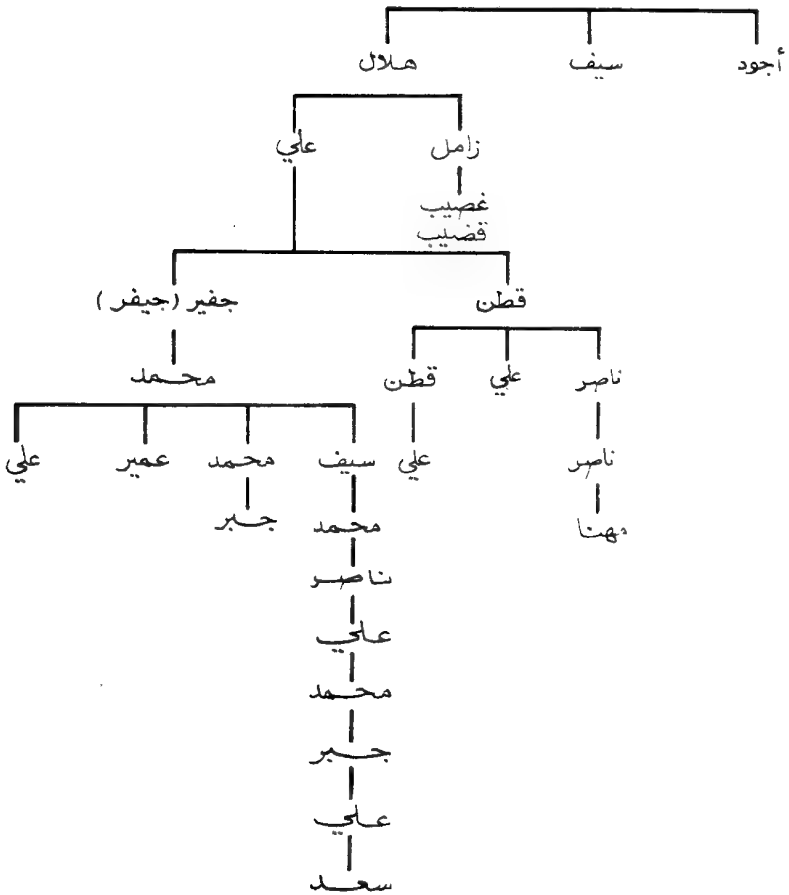 أجود سيف هلال
زامل علي
غصيب
قضيب
قطن جفير (جيفر)
ناصر علي قطن محمد
ناصر علي سيف محمد عمير علي
مهنا محمد جبر
ناصر
علي
محمد
جبر
علي
سعد